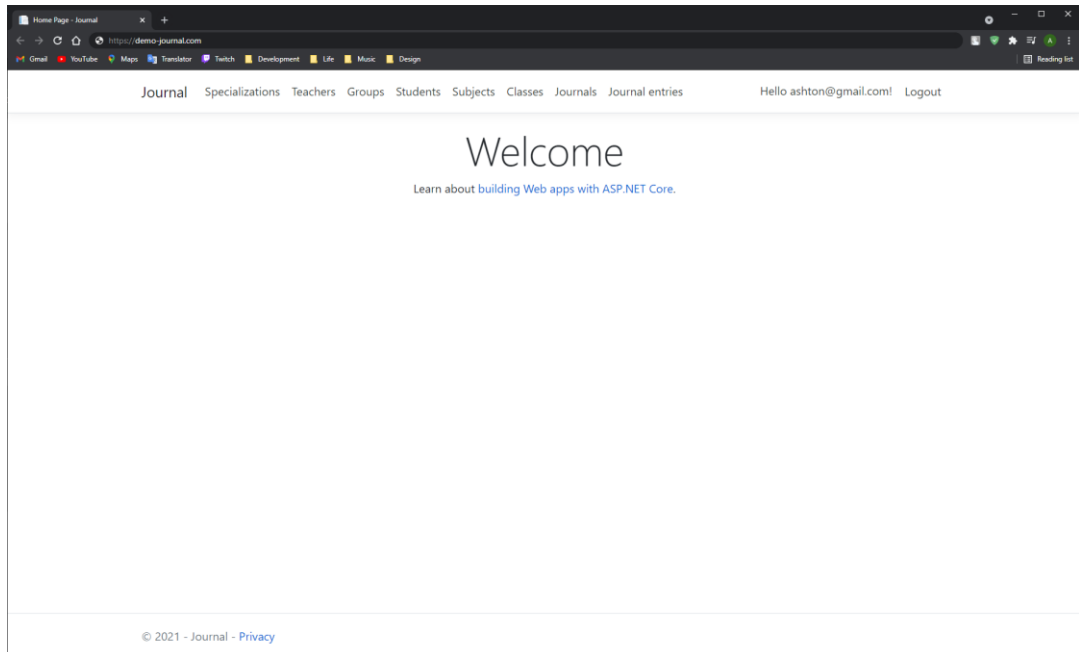 Home Page - Journal
https://demo-journal.com
Gmail YouTube Maps Translator Twitch Development Life Music Design Reading list
Journal Specializations Teachers Groups Students Subjects Classes Journals Journal entries Hello ashton@gmail.com! Logout
Welcome
Learn about building Web apps with ASP.NET Core.
© 2021 - Journal - Privacy